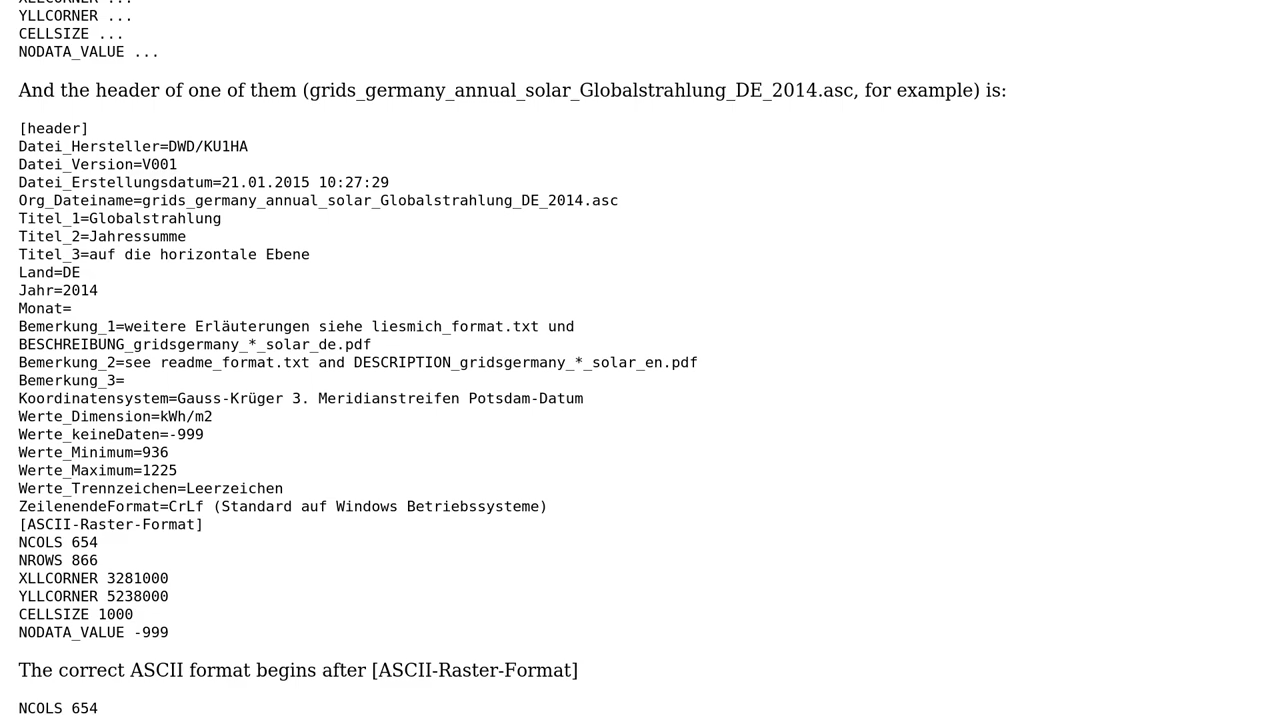 XLLCORNER ...
YLLCORNER ...
CELLSIZE ...
NODATA_VALUE ...
And the header of one of them (grids_germany_annual_solar_Globalstrahlung_DE_2014.asc, for example) is:
[header]
Datei_Hersteller=DWD/KU1HA
Datei_Version=V001
Datei_Erstellungsdatum=21.01.2015 10:27:29
Org_Dateiname=grids_germany_annual_solar_Globalstrahlung_DE_2014.asc
Titel_1=Globalstrahlung
Titel_2=Jahressumme
Titel_3=auf die horizontale Ebene
Land=DE
Jahr=2014
Monat=
Bemerkung_1=weitere Erläuterungen siehe liesmich_format.txt und
BESCHREIBUNG_gridsgermany_*_solar_de.pdf
Bemerkung_2=see readme_format.txt and DESCRIPTION_gridsgermany_*_solar_en.pdf
Bemerkung_3=
Koordinatensystem=Gauss-Krüger 3. Meridianstreifen Potsdam-Datum
Werte_Dimension=kWh/m2
Werte_keineDaten=-999
Werte_Minimum=936
Werte_Maximum=1225
Werte_Trennzeichen=Leerzeichen
ZeilenendeFormat=CrLf (Standard auf Windows Betriebssysteme)
[ASCII-Raster-Format]
NCOLS 654
NROWS 866
XLLCORNER 3281000
YLLCORNER 5238000
CELLSIZE 1000
NODATA_VALUE -999
The correct ASCII format begins after [ASCII-Raster-Format]
NCOLS 654